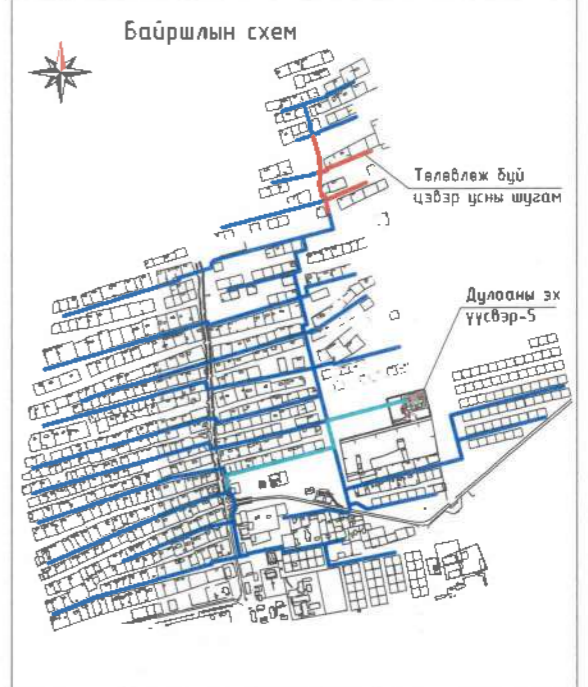 Байршлын схем
Төлөвлөж буй
цэвэр усны шугам
Дулааны эх
үүсвэр-5